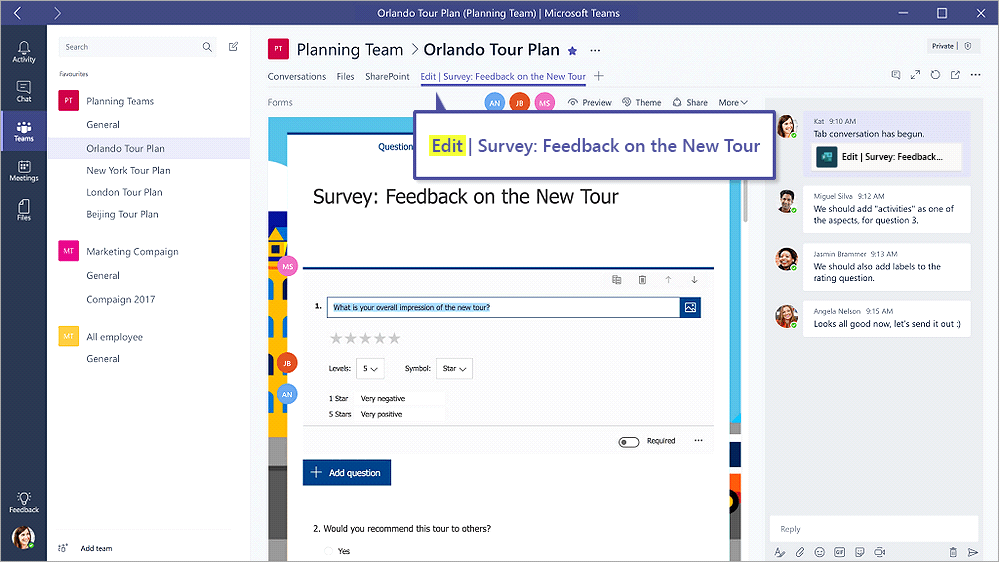 Orlando Tour Plan (Planning Team) | Microsoft Teams
Activity
Chat
Teams
Meetings
Files
Feedback
Search
Favourites
PT
Planning Teams
General
Orlando Tour Plan
New York Tour Plan
London Tour Plan
Beijing Tour Plan
MT
Marketing Compaign
General
Compaign 2017
MT
All employee
General
Add team
PT
Planning Team > Orlando Tour Plan
Private
Conversations Files SharePoint Edit | Survey: Feedback on the New Tour
Forms
AN JB MS Preview Theme Share More
Question
Edit | Survey: Feedback on the New Tour
Survey: Feedback on the New Tour
MS
1. What is your overall impression of the new tour?
JB
Levels: 5 Symbol: Star
AN
1 Star Very negative
5 Stars Very positive
Required
Add question
2. Would you recommend this tour to others?
Yes
Kat 9:10 AM
Tab conversation has begun.
Edit | Survey: Feedback...
Miguel Silva 9:12 AM
We should add "activities" as one of
the aspects, for question 3.
Jasmin Brammer 9:13 AM
We should also add labels to the
rating question.
Angela Nelson 9:15 AM
Looks all good now, let's send it out :)
Reply
GIF